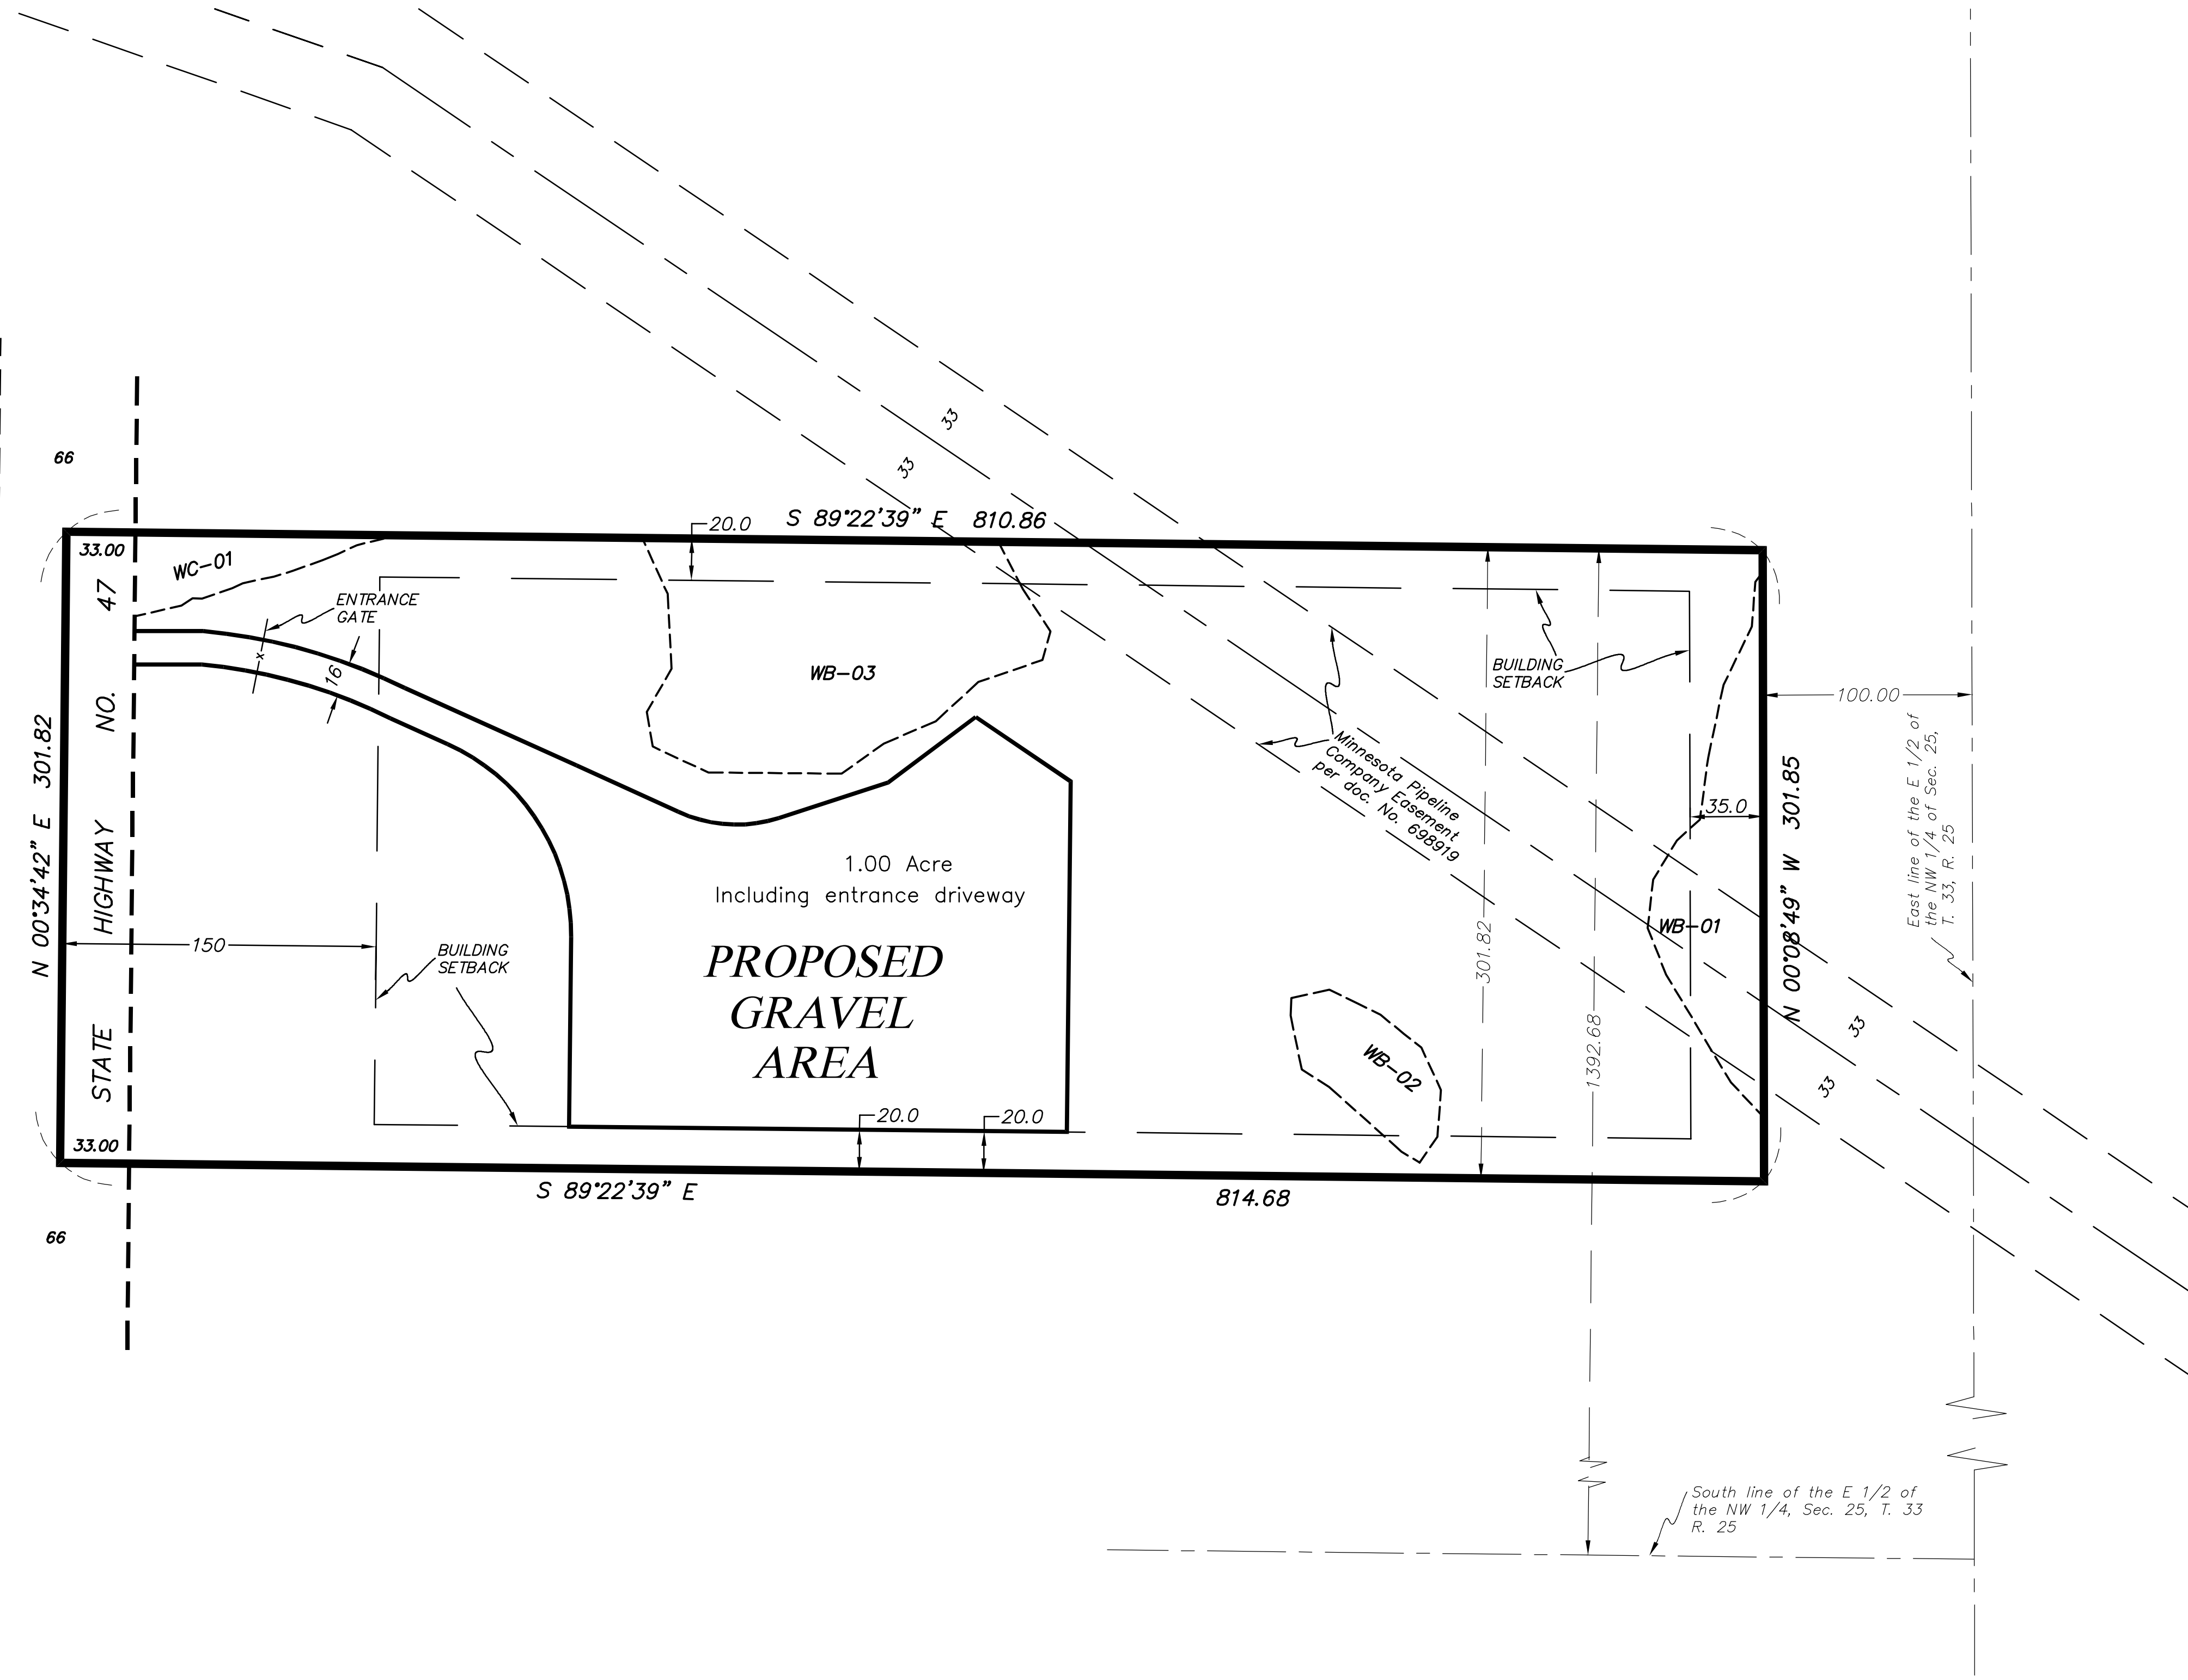 33
33
66
S 89°22'39" E 810.86
20.0
33.00
WC-01
47
NO.
HIGHWAY
STATE
ENTRANCE
GATE
16
WB-03
BUILDING
SETBACK
100.00
N 00°34'42" E 301.82
Minnesota Pipeline
Company Easement
per doc. No. 698919
35.0
N 00°08'49" W 301.85
East line of the E 1/2 of
the NW 1/4 of Sec. 25,
T. 33, R. 25
1.00 Acre
Including entrance driveway
150
BUILDING
SETBACK
PROPOSED
GRAVEL
AREA
301.82
1392.68
WB-01
WB-02
33
33
20.0
20.0
33.00
S 89°22'39" E
814.68
66
South line of the E 1/2 of
the NW 1/4, Sec. 25, T. 33
R. 25